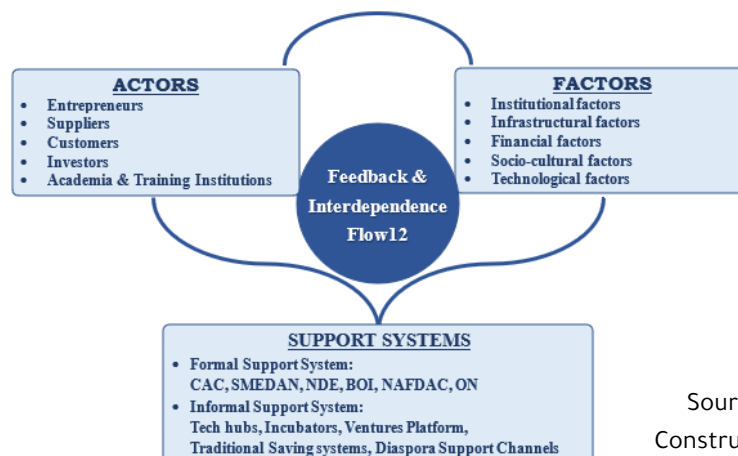 ACTORS
• Entrepreneurs
• Suppliers
• Customers
• Investors
• Academia & Training Institutions
FACTORS
• Institutional factors
• Infrastructural factors
• Financial factors
• Socio-cultural factors
• Technological factors
Feedback &
Interdependence
Flow12
SUPPORT SYSTEMS
• Formal Support System:
CAC, SMEDAN, NDE, BOI, NAFDAC, ON
• Informal Support System:
Tech hubs, Incubators, Ventures Platform,
Traditional Saving systems, Diaspora Support Channels
Sour
Constru